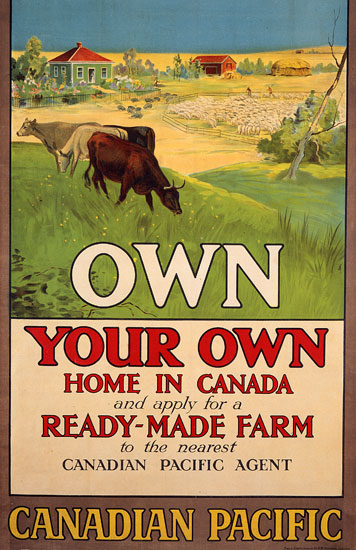 OWN
YOUR OWN
HOME IN CANADA
and apply for a
READY-MADE FARM
to the nearest
CANADIAN PACIFIC AGENT
CANADIAN PACIFIC